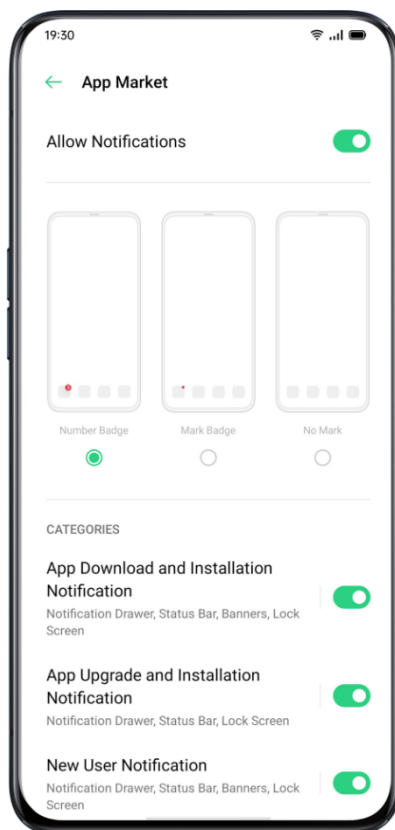 19:30
App Market
Allow Notifications
Number Badge
Mark Badge
No Mark
CATEGORIES
App Download and Installation
Notification
Notification Drawer, Status Bar, Banners, Lock
Screen
App Upgrade and Installation
Notification
Notification Drawer, Status Bar, Lock Screen
New User Notification
Notification Drawer, Status Bar, Banners, Lock
Screen